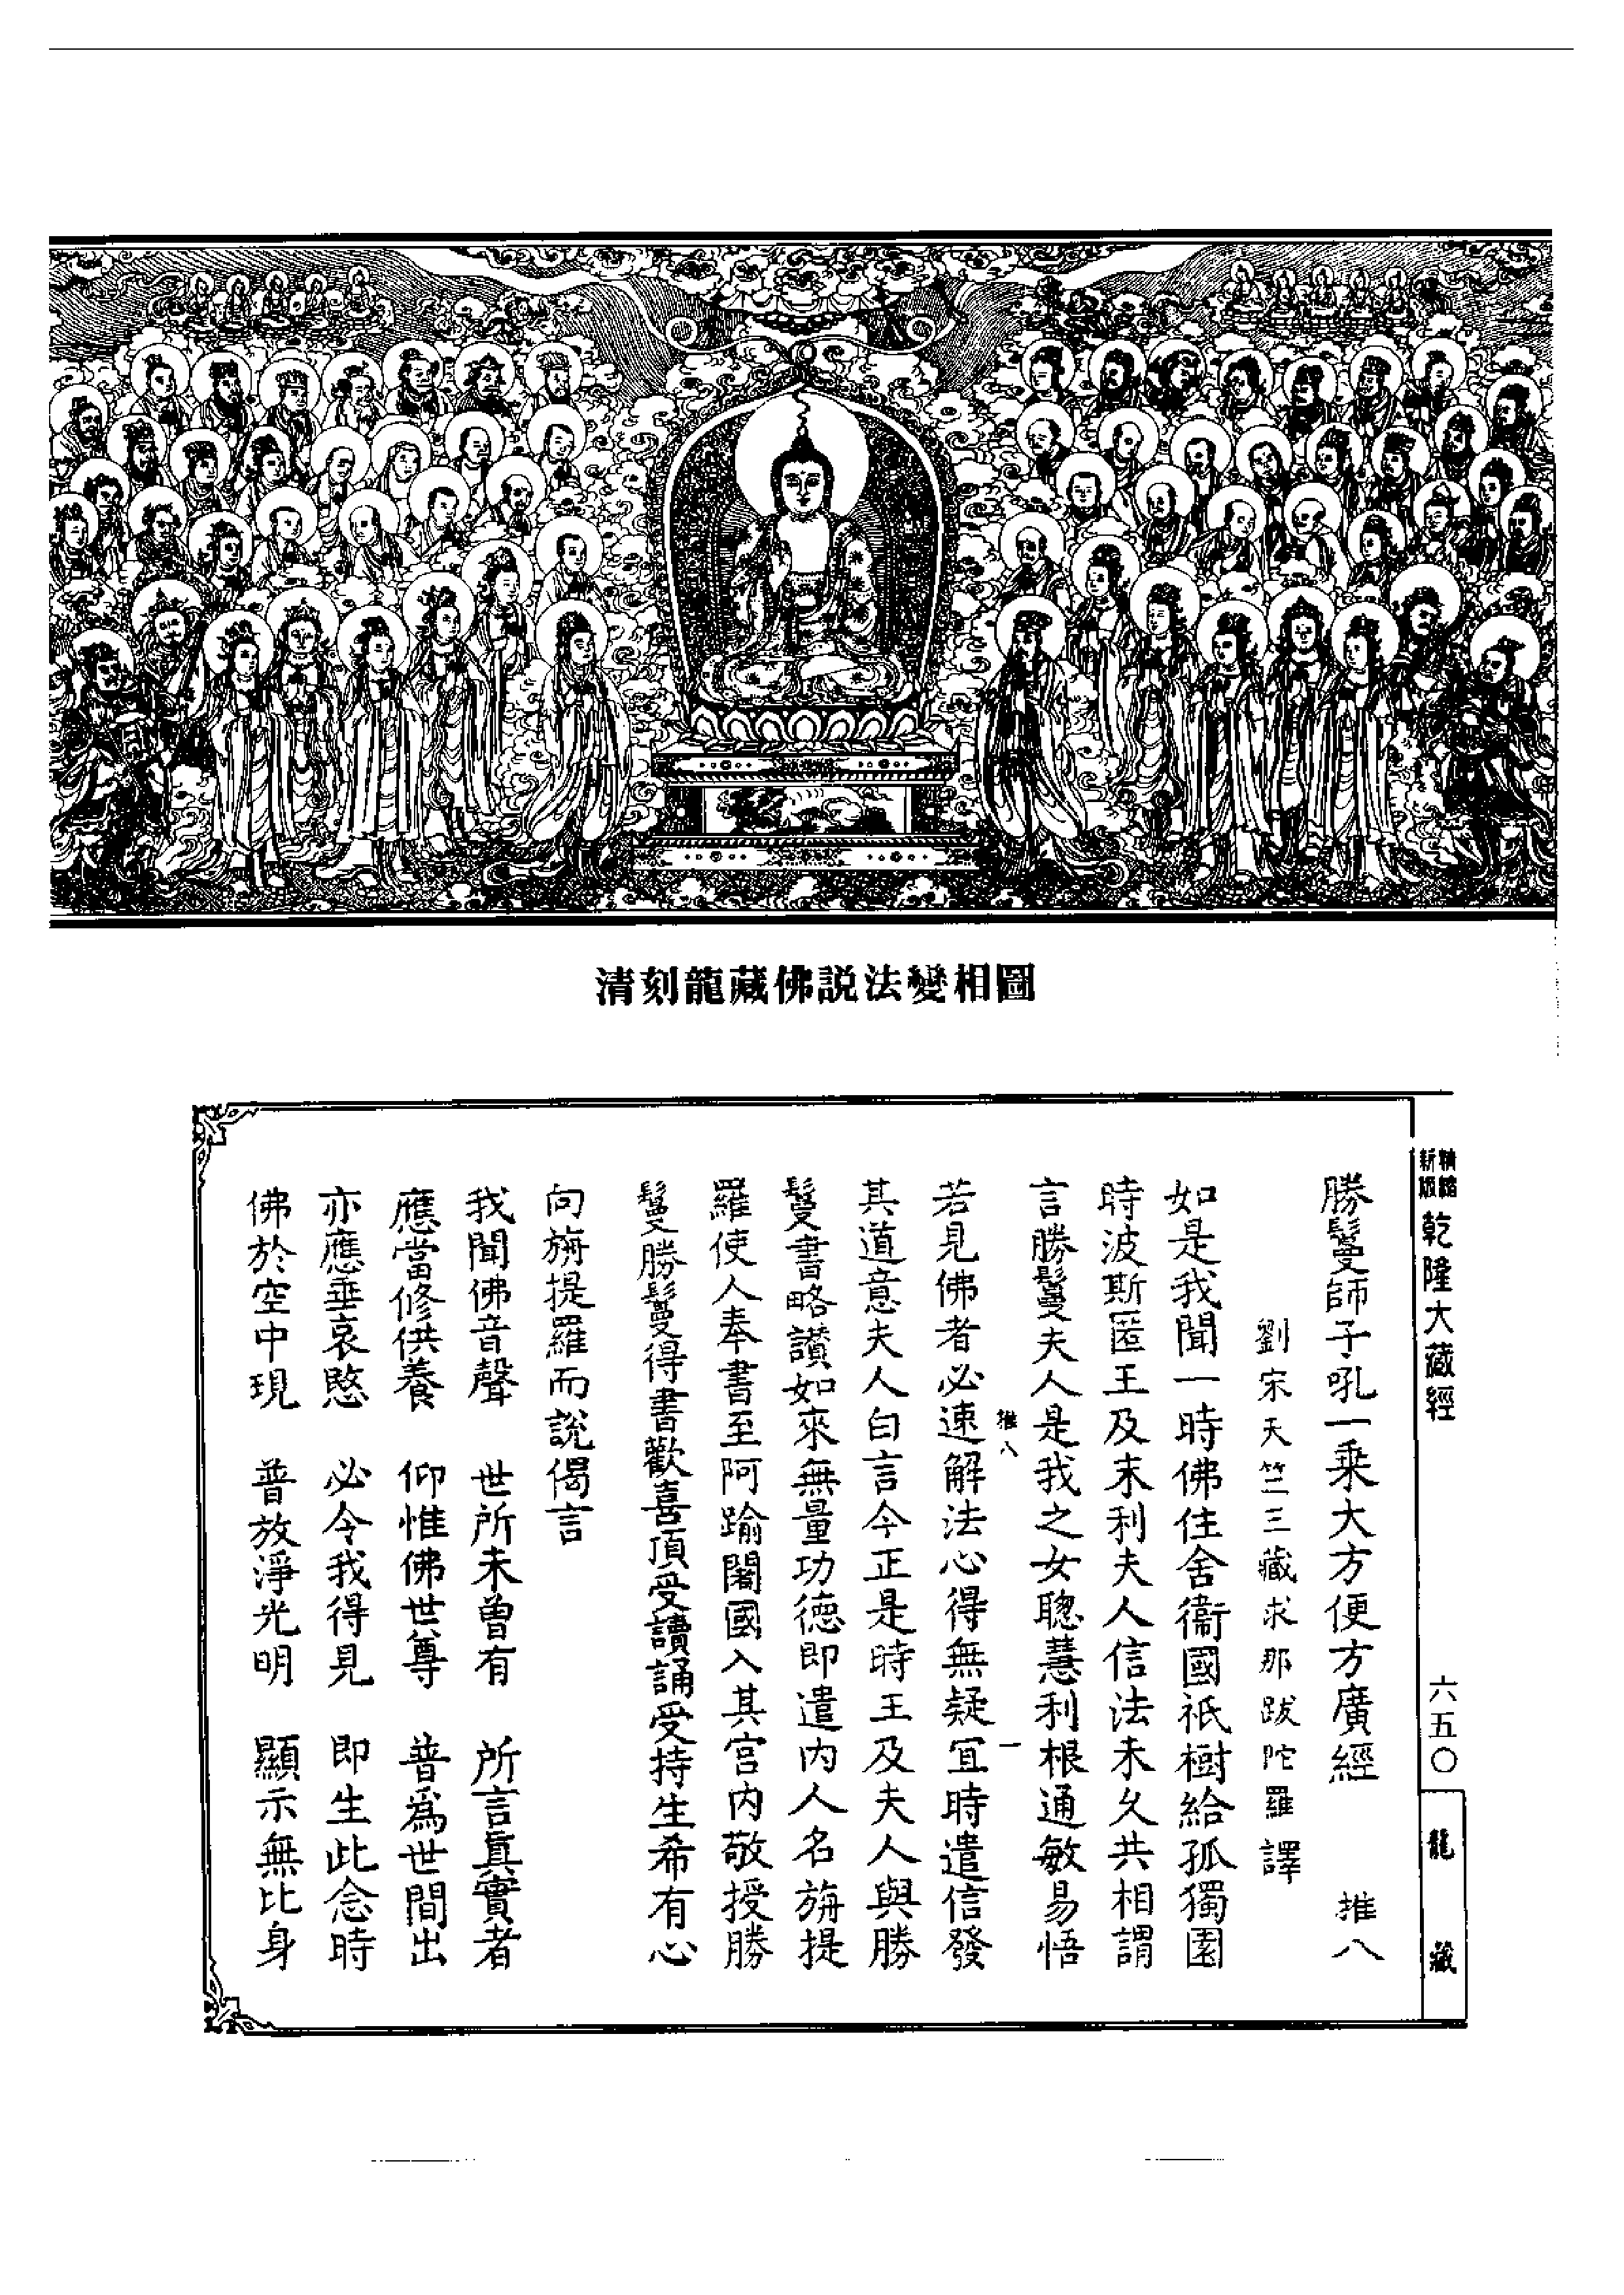 清刻龍藏佛説法變相圖
精縮新版
乾隆大藏經
六五〇
龍藏
勝鬘師子吼一乘大方便方廣經 推八
劉宋天竺三藏求那跋陀羅譯
如是我聞一時佛住舍衞國祇樹給孤獨園
時波斯匿王及末利夫人信法未久共相謂
言勝鬘夫人是我之女聰慧利根通敏易悟
推八 一
若見佛者必速解法心得無疑宜時遣信發
其道意夫人白言今正是時王及夫人與勝
鬘書略讃如來無量功德即遣内人名旃提
羅使人奉書至阿踰闍國入其宮内敬授勝
鬘勝鬘得書歡喜頂受讀誦受持生希有心
向旃提羅而說偈言
我聞佛音聲 世所未曾有 所言眞實者
應當修供養 仰惟佛世尊 普爲世間出
亦應垂哀愍 必令我得見 即生此念時
佛於空中現 普放淨光明 顯示無比身